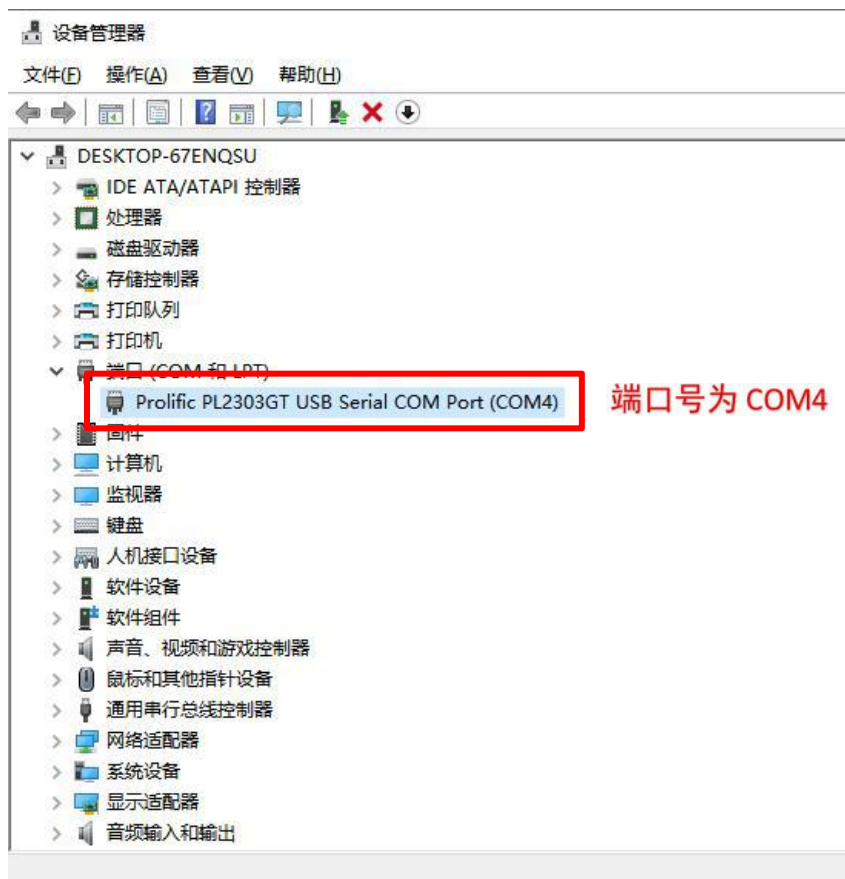 设备管理器
文件(F) 操作(A) 查看(V) 帮助(H)
DESKTOP-67ENQSU
IDE ATA/ATAPI 控制器
处理器
磁盘驱动器
存储控制器
打印队列
打印机
端口 (COM 和 LPT)
Prolific PL2303GT USB Serial COM Port (COM4)
端口号为 COM4
固件
计算机
监视器
键盘
人机接口设备
软件设备
软件组件
声音、视频和游戏控制器
鼠标和其他指针设备
通用串行总线控制器
网络适配器
系统设备
显示适配器
音频输入和输出